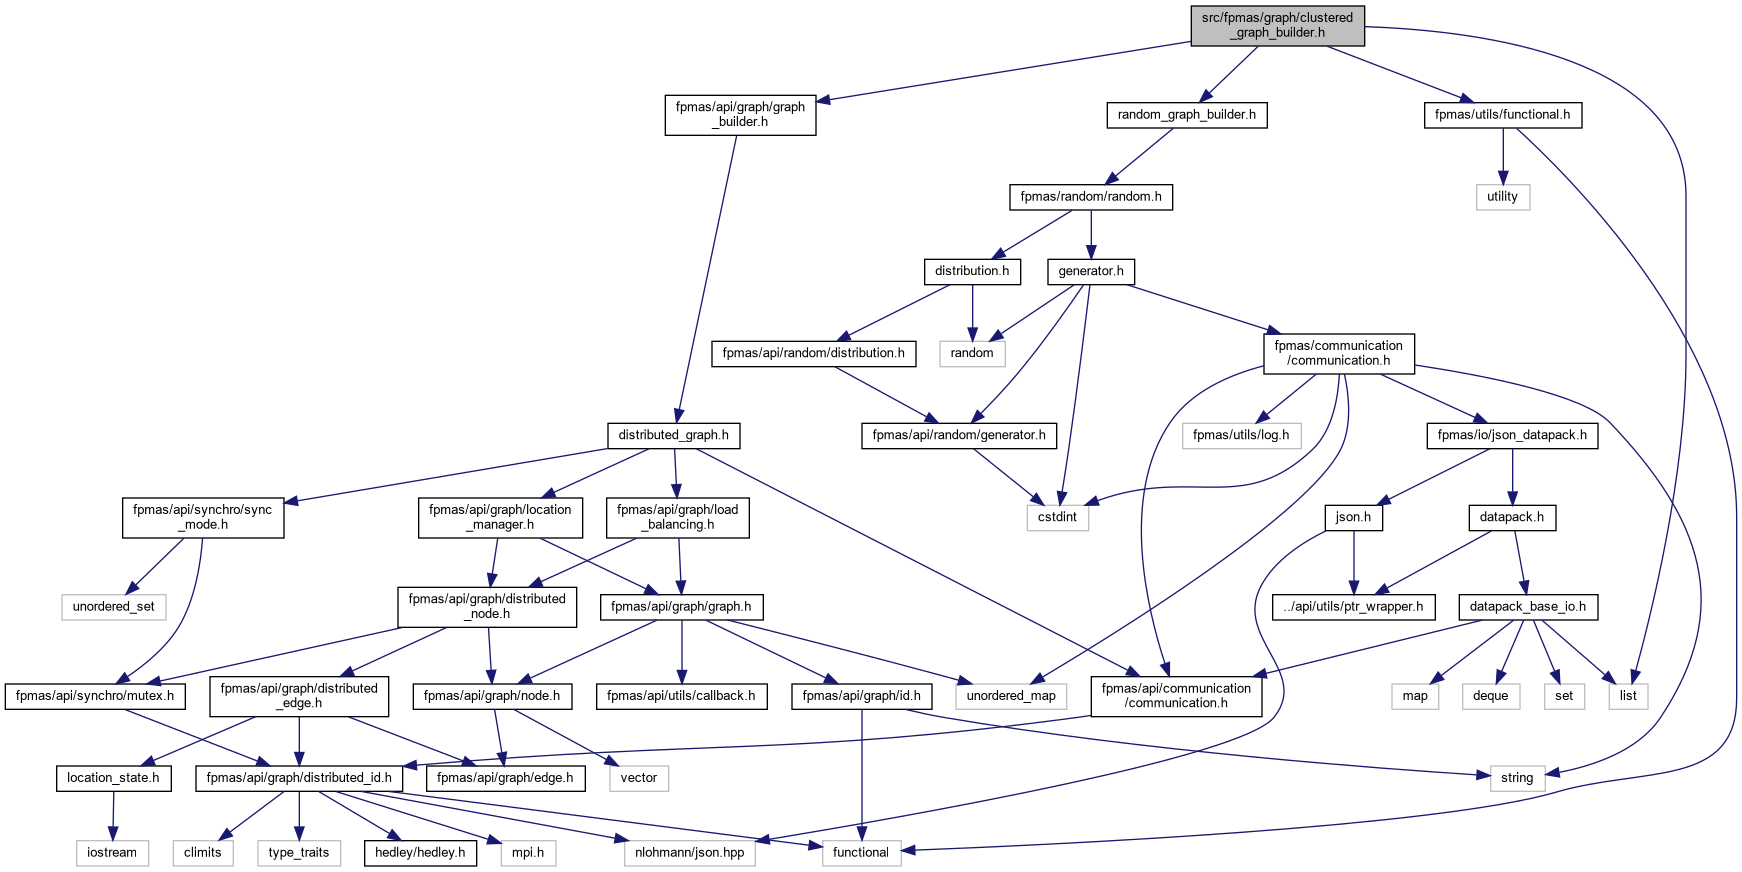 src/fpmas/graph/clustered
_graph_builder.h
fpmas/api/graph/graph
_builder.h
random_graph_builder.h
fpmas/utils/functional.h
fpmas/random/random.h
utility
distribution.h
generator.h
fpmas/api/random/distribution.h
random
fpmas/communication
/communication.h
distributed_graph.h
fpmas/api/random/generator.h
fpmas/utils/log.h
fpmas/io/json_datapack.h
fpmas/api/synchro/sync
_mode.h
fpmas/api/graph/location
_manager.h
fpmas/api/graph/load
_balancing.h
cstdint
json.h
datapack.h
unordered_set
fpmas/api/graph/distributed
_node.h
fpmas/api/graph/graph.h
../api/utils/ptr_wrapper.h
datapack_base_io.h
fpmas/api/synchro/mutex.h
fpmas/api/graph/distributed
_edge.h
fpmas/api/graph/node.h
fpmas/api/utils/callback.h
fpmas/api/graph/id.h
unordered_map
fpmas/api/communication
/communication.h
map
deque
set
list
location_state.h
fpmas/api/graph/distributed_id.h
fpmas/api/graph/edge.h
vector
string
iostream
climits
type_traits
hedley/hedley.h
mpi.h
nlohmann/json.hpp
functional